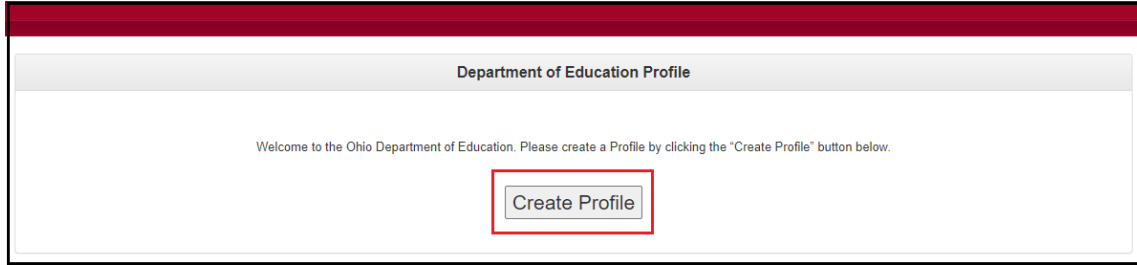 Department of Education Profile
Welcome to the Ohio Department of Education. Please create a Profile by clicking the “Create Profile” button below.
Create Profile